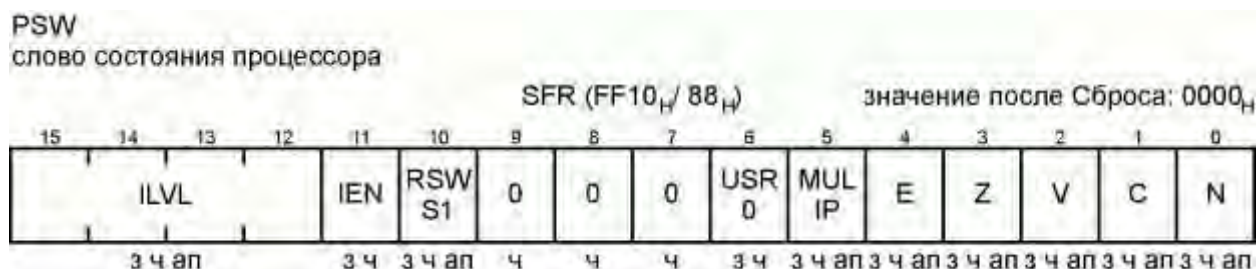 PSW
слово состояния процессора
SFR (FF10H/ 88H) значение после Сброса: 0000H
15 14 13 12 11 10 9 8 7 6 5 4 3 2 1 0
ILVL IEN RSW S1 0 0 0 USR 0 MUL IP E Z V C N
з ч ап з ч з ч ап ч ч ч з ч з ч ап з ч ап з ч ап з ч ап з ч ап з ч ап